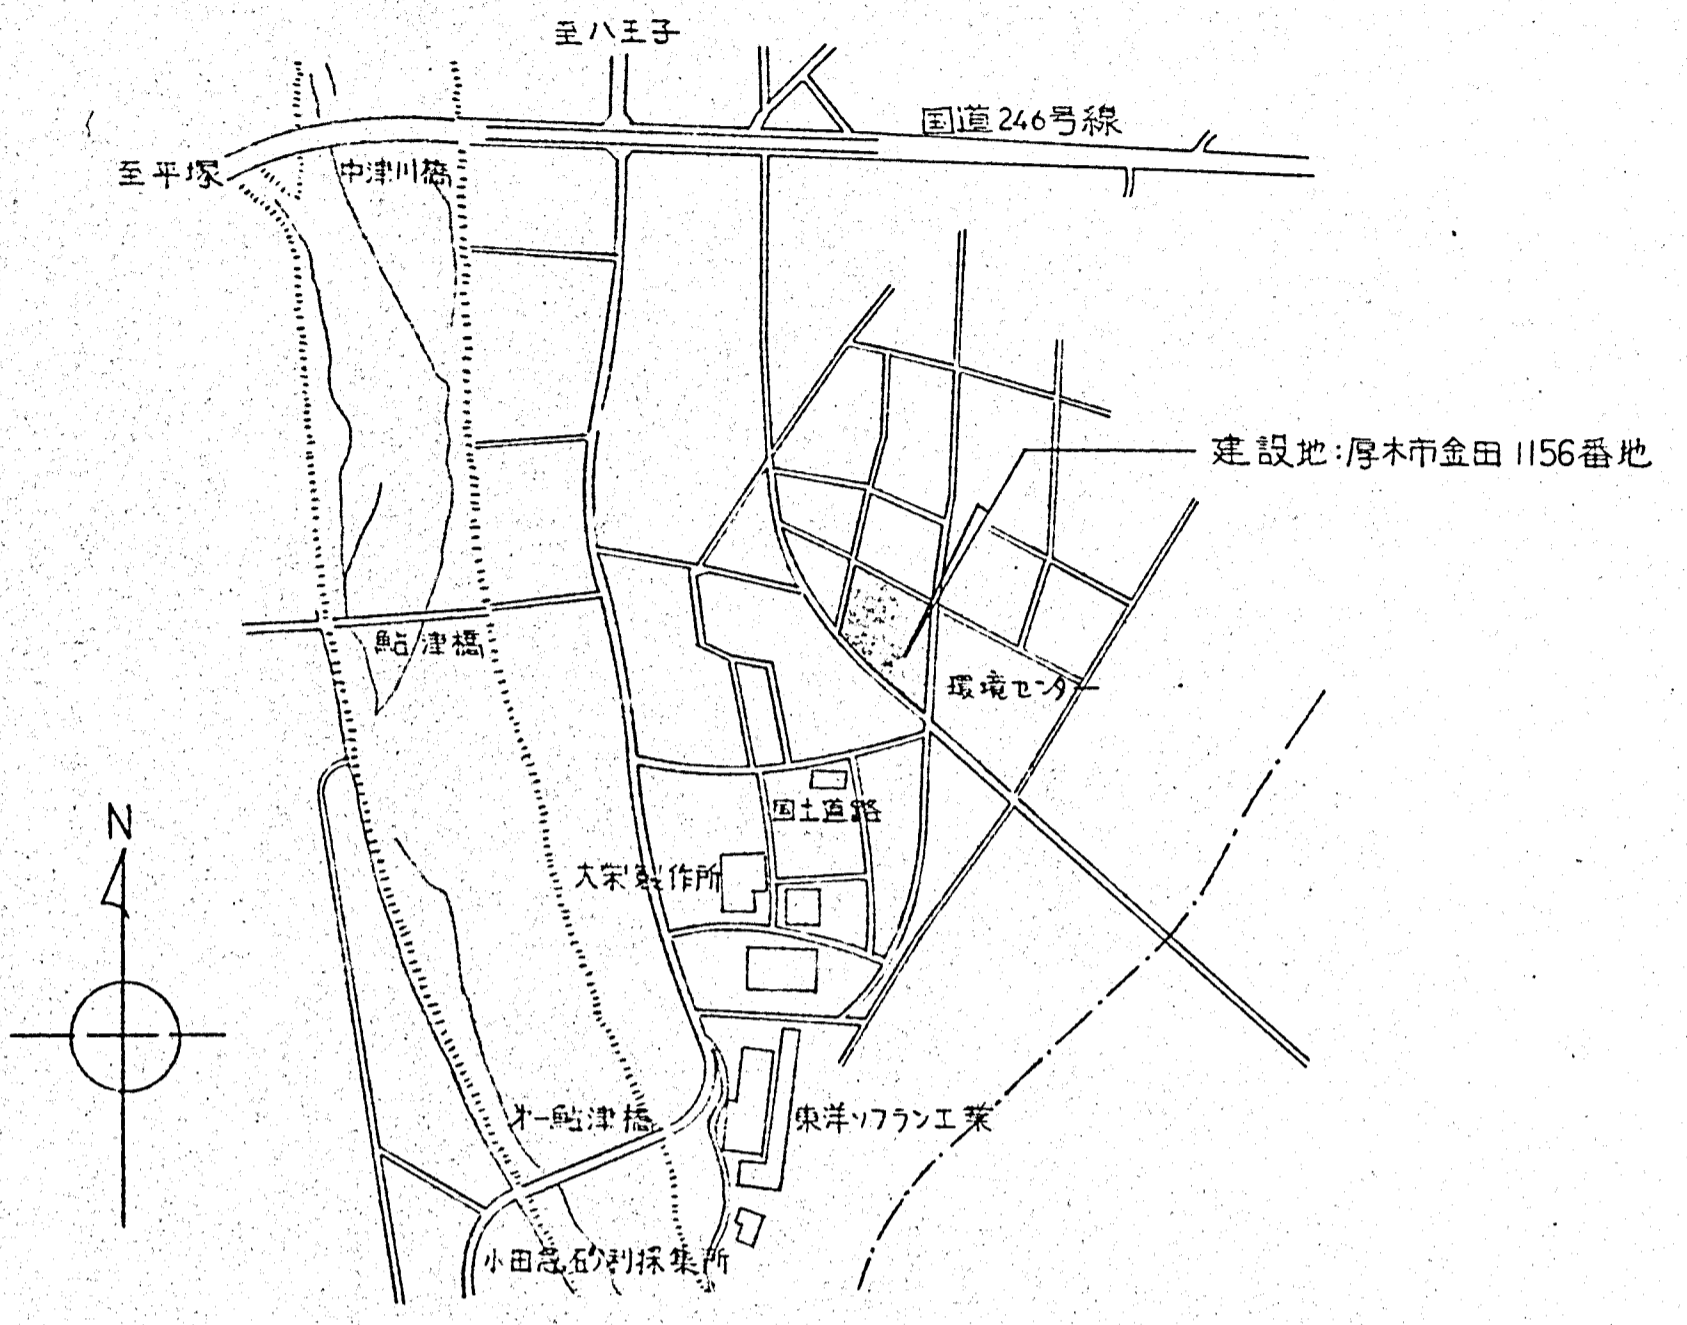 至八王子
国道246号線
至平塚
中津川橋
建設地:厚木市金田1156番地
鮎津橋
環境センター
国土道路
大栄製作所
才一鮎津橋
東洋ソフラン工業
小田急砂利採集所
N